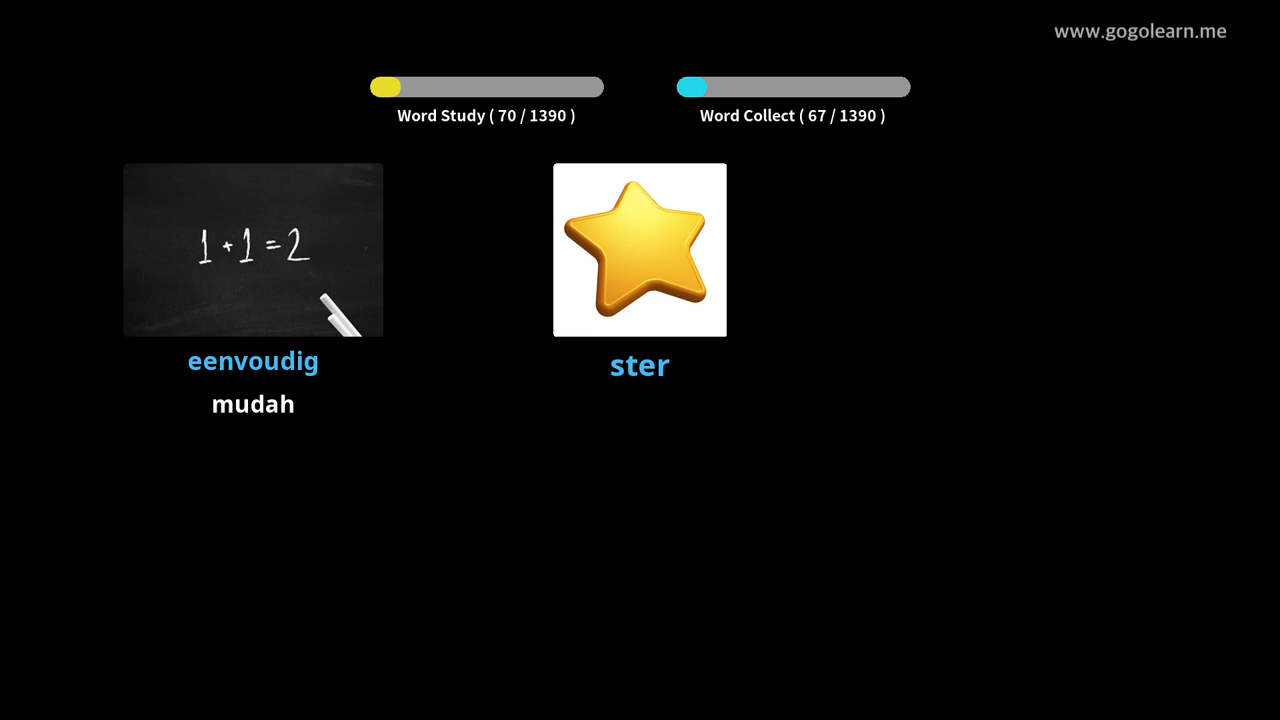 www.gogolearn.me
Word Study ( 70 / 1390 )
Word Collect ( 67 / 1390 )
1 + 1 = 2
eenvoudig
mudah
ster